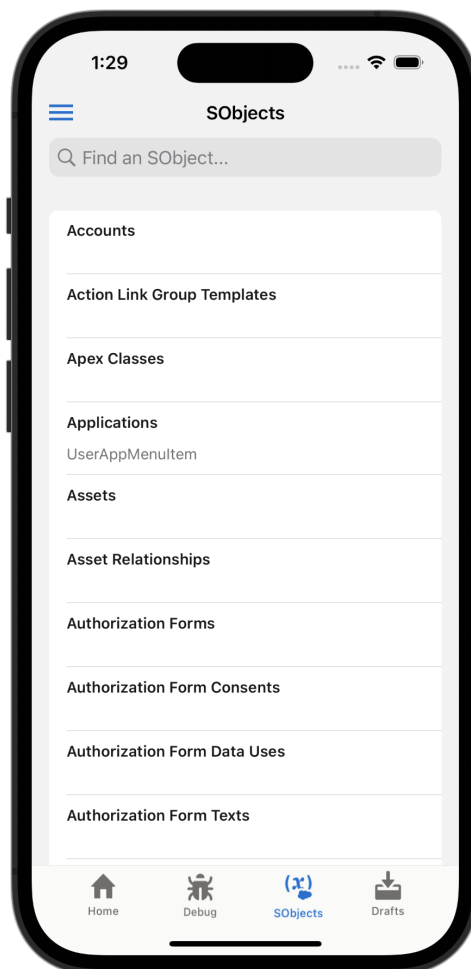 1:29
SObjects
Find an SObject...
Accounts
Action Link Group Templates
Apex Classes
Applications
UserAppMenuItem
Assets
Asset Relationships
Authorization Forms
Authorization Form Consents
Authorization Form Data Uses
Authorization Form Texts
(x)
Home Debug SObjects Drafts